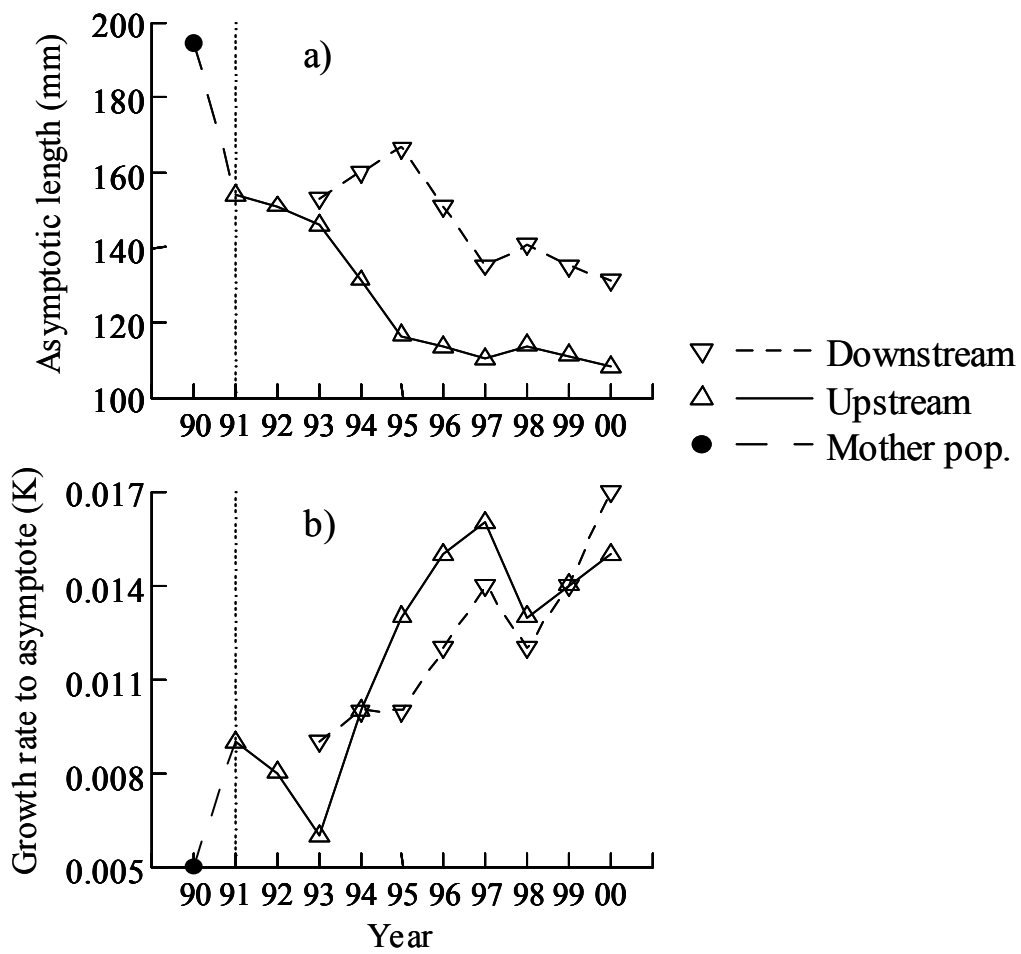 Asymptotic length (mm)
200
180
160
140
120
100
a)
90 91 92 93 94 95 96 97 98 99 00
Downstream
Upstream
Mother pop.
Growth rate to asymptote (K)
0.017
0.014
0.011
0.008
0.005
b)
90 91 92 93 94 95 96 97 98 99 00
Year